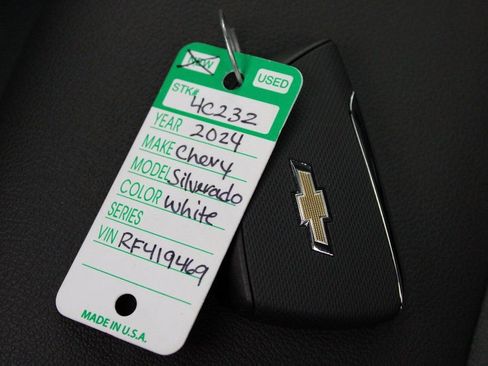 NEW USED
STK# 4C232
YEAR 2024
MAKE Chevy
MODEL Silverado
COLOR White
SERIES
VIN RF419469
MADE IN U.S.A.